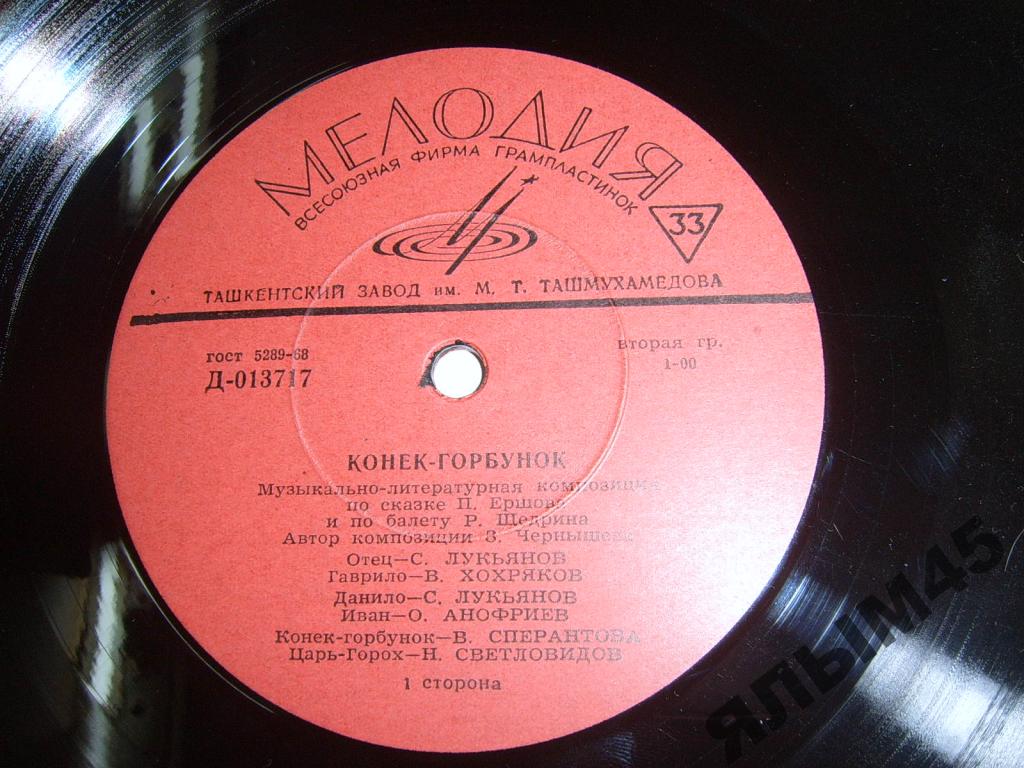 МЕЛОДИЯ
ВСЕСОЮЗНАЯ ФИРМА ГРАМПЛАСТИНОК
33
ТАШКЕНТСКИЙ ЗАВОД им. М. Т. ТАШМУХАМЕДОВА
гост 5289-68
Д-013717
вторая гр.
1-00
КОНЕК-ГОРБУНОК
Музыкально-литературная композиция
по сказке П. Ершова
и по балету Р. Щедрина
Автор композиции З. Чернышева
Отец—С. ЛУКЬЯНОВ
Гаврило—В. ХОХРЯКОВ
Данило—С. ЛУКЬЯНОВ
Иван—О. АНОФРИЕВ
Конек-горбунок—В. СПЕРАНТОВА
Царь-Горох—Н. СВЕТЛОВИДОВ
1 сторона
ЯЛЫМ45